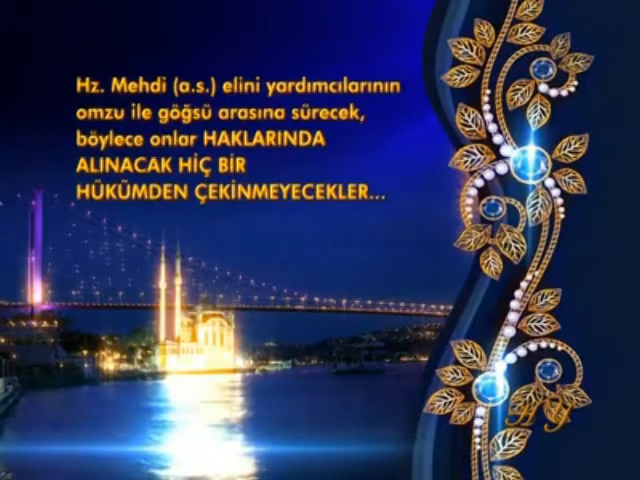 Hz. Mehdi (a.s.) elini yardımcılarının
omzu ile göğsü arasına sürecek,
böylece onlar HAKLARINDA
ALINACAK HİÇ BİR
HÜKÜMDEN ÇEKİNMEYECEKLER...